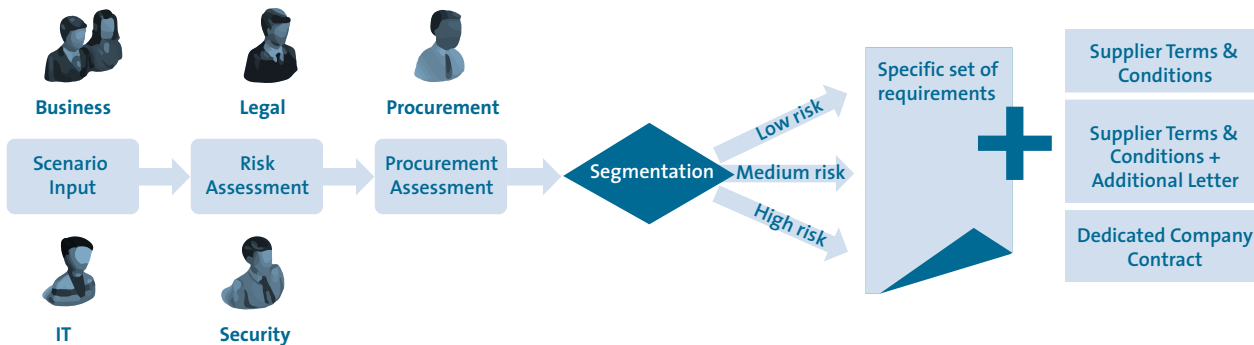 Business
Legal
Procurement
Scenario
Input
Risk
Assessment
Procurement
Assessment
IT
Security
Segmentation
Low risk
Medium risk
High risk
Specific set of
requirements
Supplier Terms &
Conditions
Supplier Terms &
Conditions +
Additional Letter
Dedicated Company
Contract